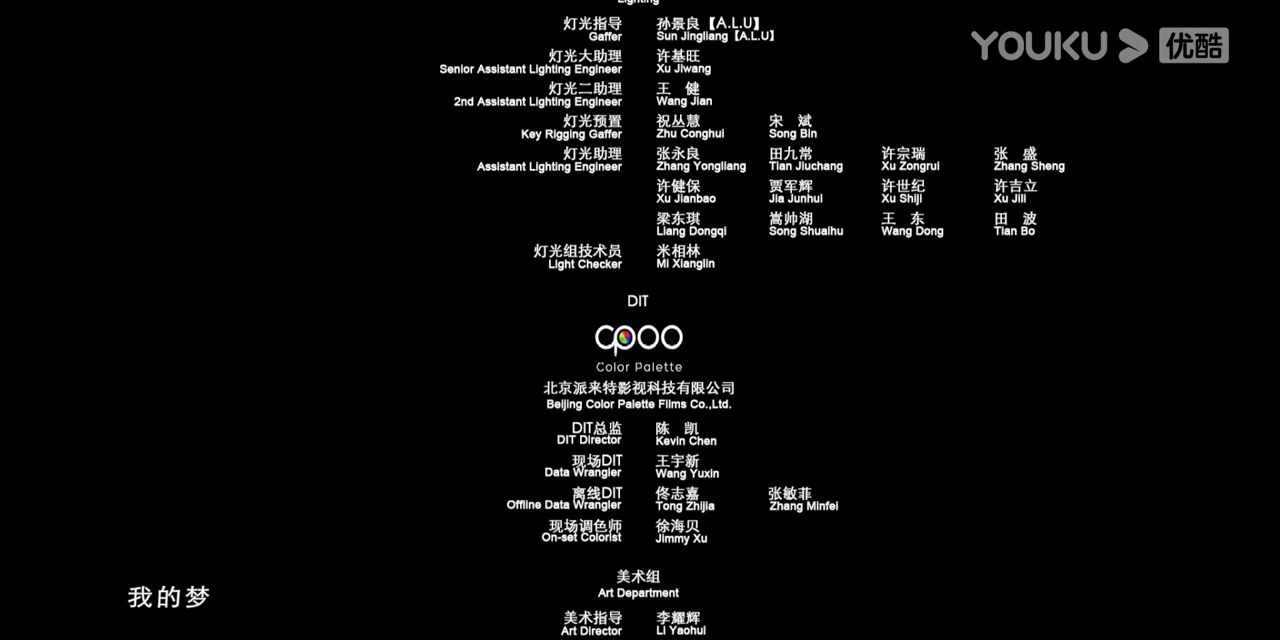 Lighting
灯光指导 孙景良【A.L.U】
Gaffer Sun Jingliang【A.L.U】
灯光大助理 许基旺
Senior Assistant Lighting Engineer Xu Jiwang
灯光二助理 王 健
2nd Assistant Lighting Engineer Wang Jian
灯光预置 祝丛慧 宋 斌
Key Rigging Gaffer Zhu Conghui Song Bin
灯光助理 张永良 田九常 许宗瑞 张 盛
Assistant Lighting Engineer Zhang Yongliang Tian Jiuchang Xu Zongrui Zhang Sheng
许健保 贾军辉 许世纪 许吉立
Xu Jianbao Jia Junhui Xu Shiji Xu Jili
梁东琪 嵩帅湖 王 东 田 波
Liang Dongqi Song Shuaihu Wang Dong Tian Bo
灯光组技术员 米相林
Light Checker Mi Xianglin
DIT
cpoo
Color Palette
北京派来特影视科技有限公司
Beijing Color Palette Films Co.,Ltd.
DIT总监 陈 凯
DIT Director Kevin Chen
现场DIT 王宇新
Data Wrangler Wang Yuxin
离线DIT 佟志嘉 张敏菲
Offline Data Wrangler Tong Zhijia Zhang Minfei
现场调色师 徐海贝
On-set Colorist Jimmy Xu
美术组
Art Department
美术指导 李耀辉
Art Director Li Yaohui
我的梦
YOUKU 优酷